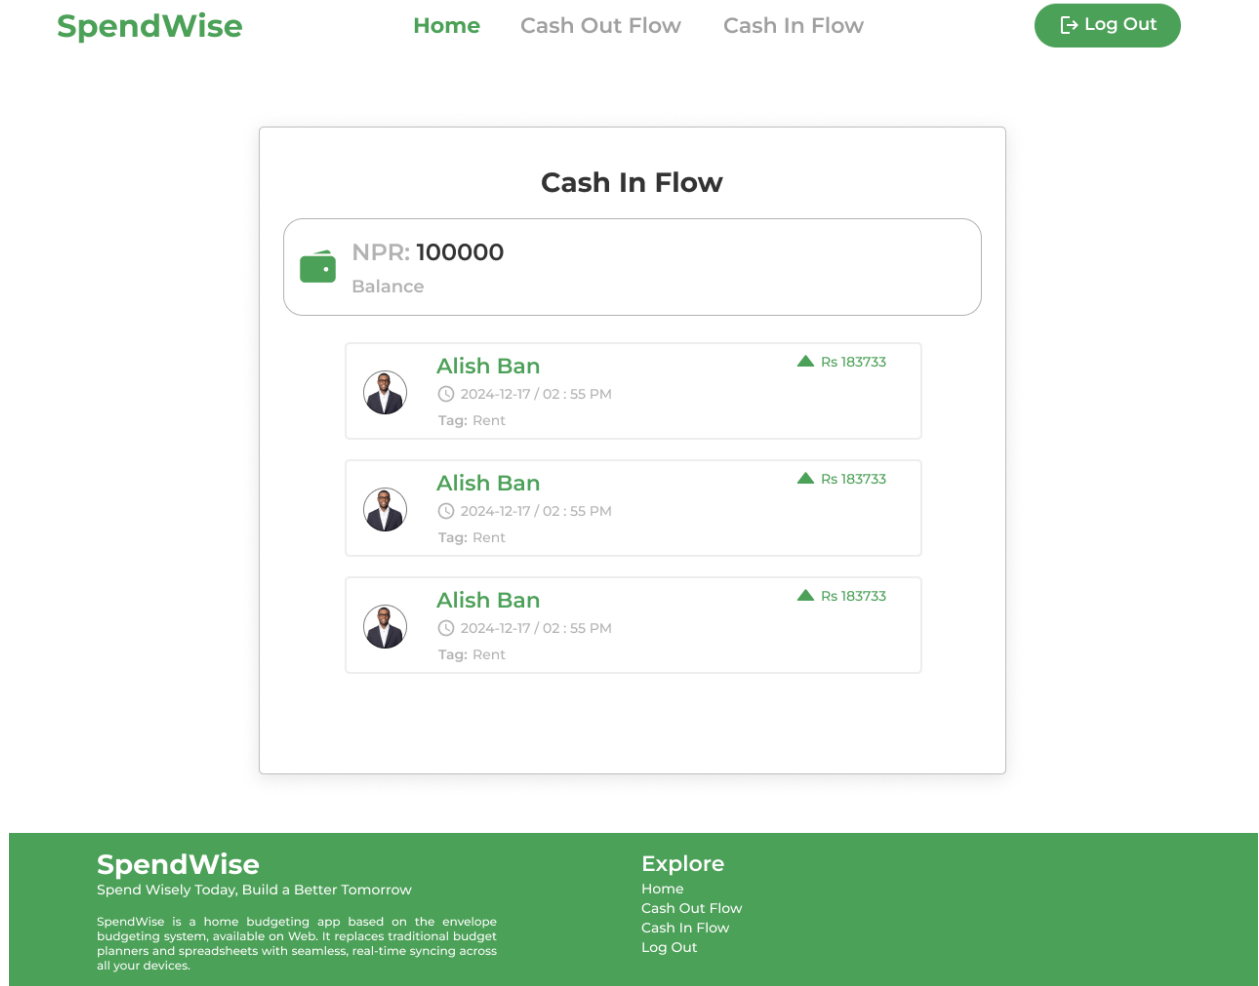 SpendWise
Home Cash Out Flow Cash In Flow
Log Out
Cash In Flow
NPR: 100000
Balance
Alish Ban
Rs 183733
2024-12-17 / 02 : 55 PM
Tag: Rent
Alish Ban
Rs 183733
2024-12-17 / 02 : 55 PM
Tag: Rent
Alish Ban
Rs 183733
2024-12-17 / 02 : 55 PM
Tag: Rent
SpendWise
Spend Wisely Today, Build a Better Tomorrow
SpendWise is a home budgeting app based on the envelope
budgeting system, available on Web. It replaces traditional budget
planners and spreadsheets with seamless, real-time syncing across
all your devices.
Explore
Home
Cash Out Flow
Cash In Flow
Log Out